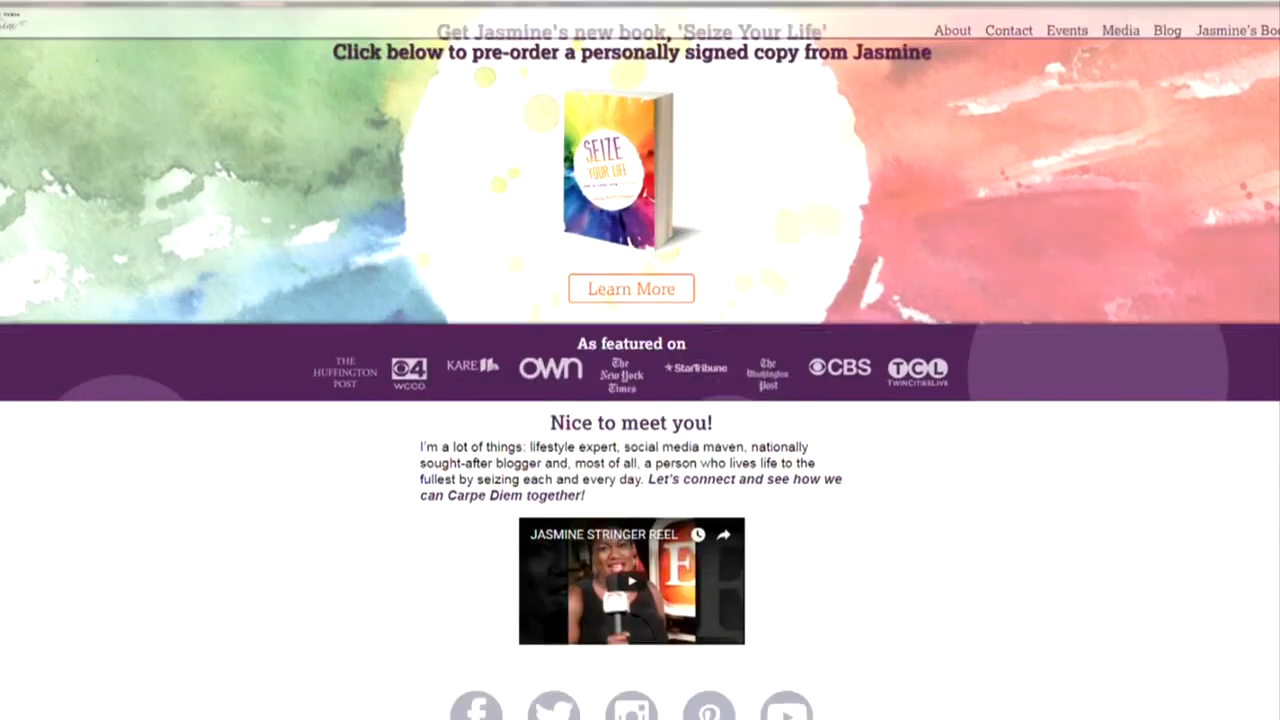 Get Jasmine's new book, 'Seize Your Life'
About Contact Events Media Blog Jasmine's Boo
Click below to pre-order a personally signed copy from Jasmine
SEIZE
YOUR LIFE
Learn More
As featured on
THE
HUFFINGTON
POST
4
WCCO
KARE 11
OWN
The
New York
Times
StarTribune
The
Washington
Post
CBS
TCL
TWINCITIESLIVE
Nice to meet you!
I'm a lot of things: lifestyle expert, social media maven, nationally
sought-after blogger and, most of all, a person who lives life to the
fullest by seizing each and every day. Let's connect and see how we
can Carpe Diem together!
JASMINE STRINGER REEL
E
E